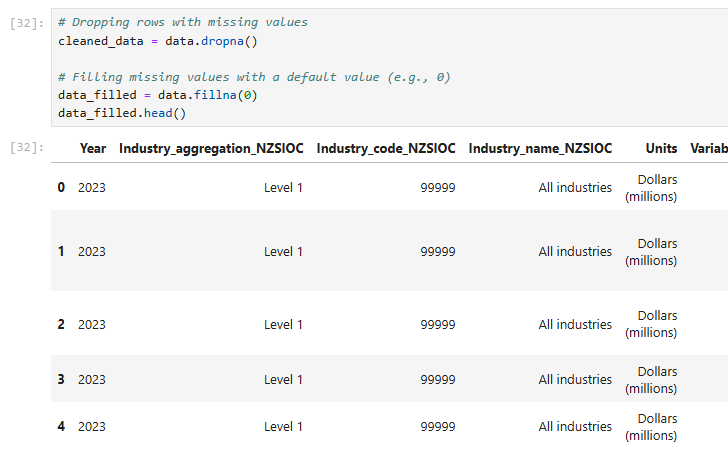 [32]: # Dropping rows with missing values
cleaned_data = data.dropna()
# Filling missing values with a default value (e.g., 0)
data_filled = data.fillna(0)
data_filled.head()
[32]: Year Industry_aggregation_NZSIOC Industry_code_NZSIOC Industry_name_NZSIOC Units Variab
0 2023 Level 1 99999 All industries Dollars (millions)
1 2023 Level 1 99999 All industries Dollars (millions)
2 2023 Level 1 99999 All industries Dollars (millions)
3 2023 Level 1 99999 All industries Dollars (millions)
4 2023 Level 1 99999 All industries Dollars (millions)